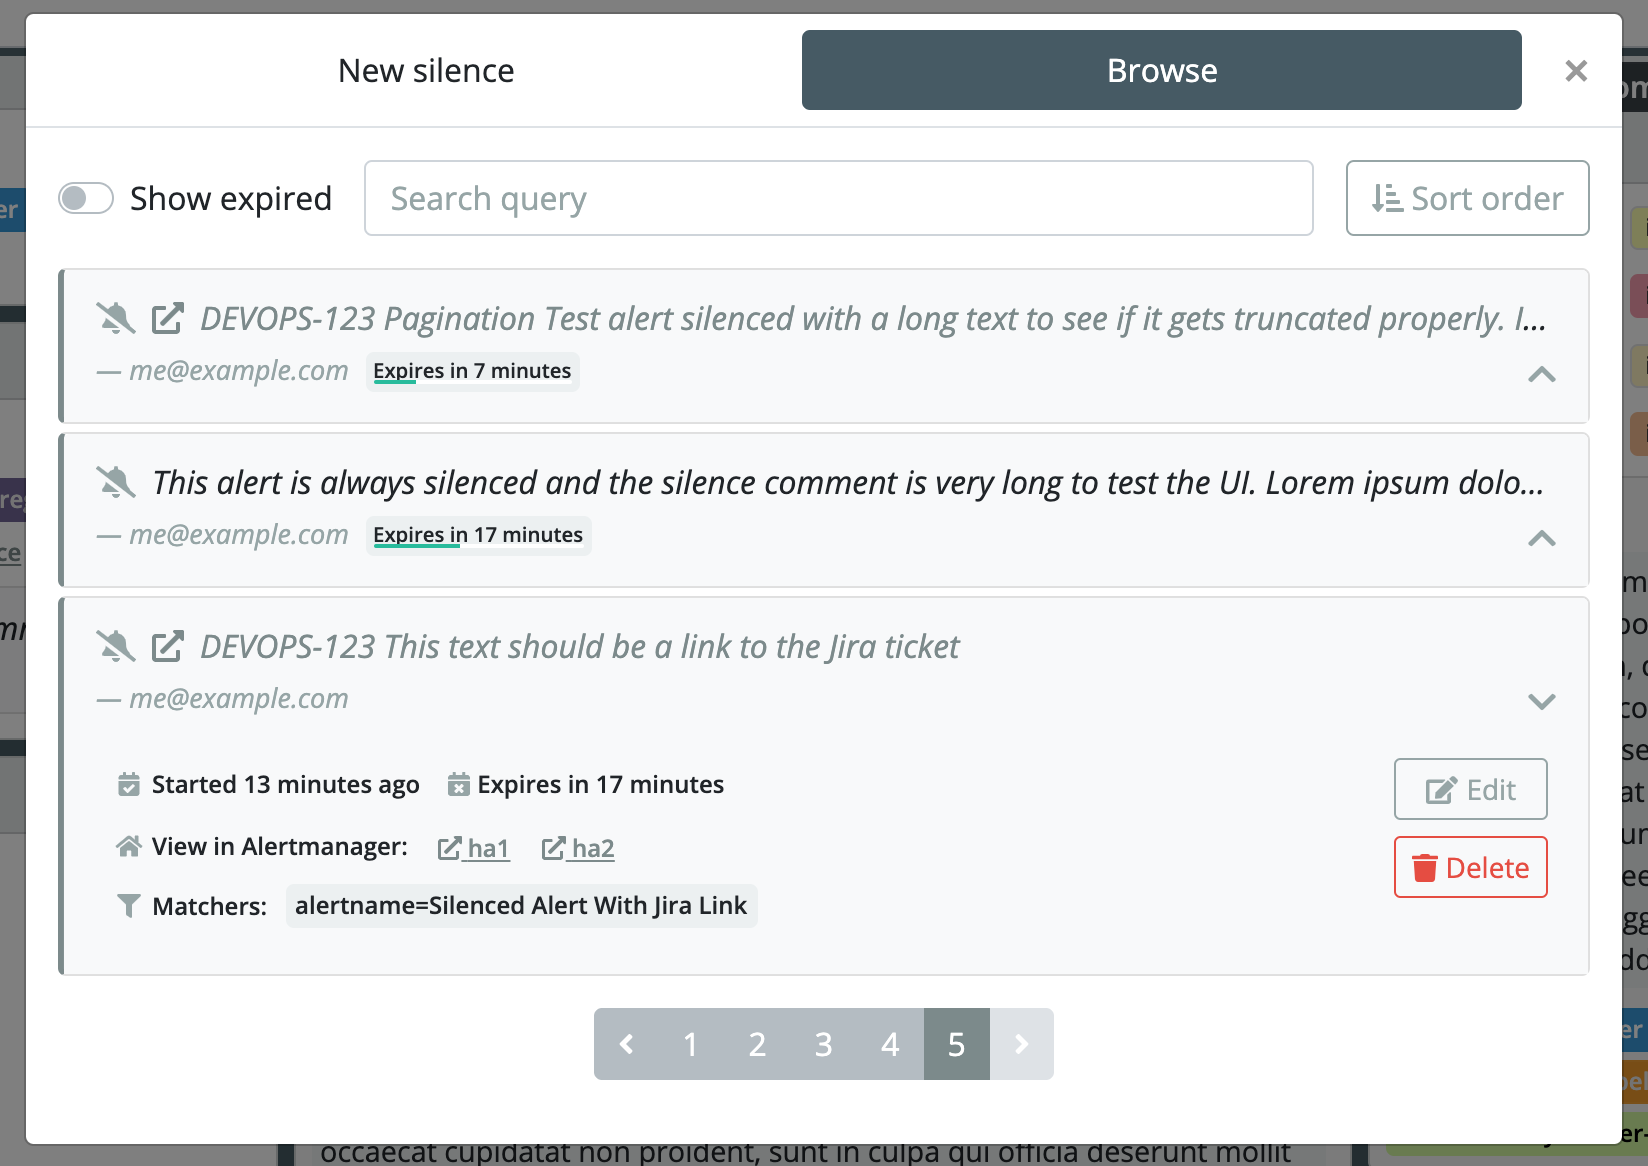 New silence
Browse
Show expired
Search query
Sort order
DEVOPS-123 Pagination Test alert silenced with a long text to see if it gets truncated properly. I...
— me@example.com
Expires in 7 minutes
This alert is always silenced and the silence comment is very long to test the UI. Lorem ipsum dolo...
— me@example.com
Expires in 17 minutes
DEVOPS-123 This text should be a link to the Jira ticket
— me@example.com
Started 13 minutes ago
Expires in 17 minutes
Edit
View in Alertmanager:
ha1
ha2
Delete
Matchers:
alertname=Silenced Alert With Jira Link
1
2
3
4
5
occaecat cupidatat non proident, sunt in culpa qui officia deserunt mollit